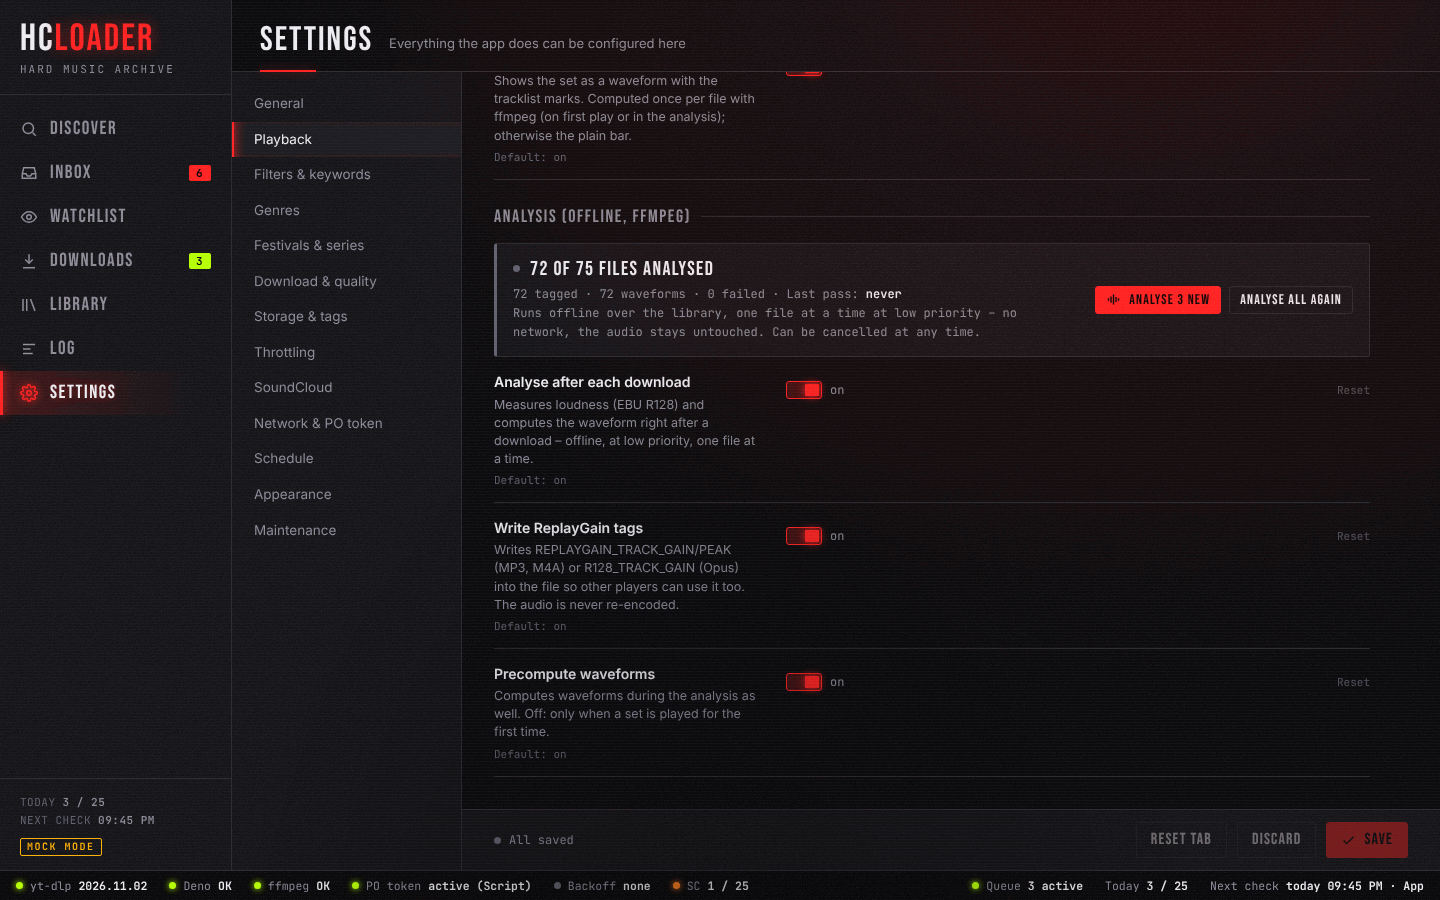 HCLOADER
HARD MUSIC ARCHIVE
DISCOVER
INBOX 6
WATCHLIST
DOWNLOADS 3
LIBRARY
LOG
SETTINGS
TODAY 3 / 25
NEXT CHECK 09:45 PM
MOCK MODE
SETTINGS Everything the app does can be configured here
General
Playback
Filters & keywords
Genres
Festivals & series
Download & quality
Storage & tags
Throttling
SoundCloud
Network & PO token
Schedule
Appearance
Maintenance
Shows the set as a waveform with the
tracklist marks. Computed once per file with
ffmpeg (on first play or in the analysis);
otherwise the plain bar.
Default: on
ANALYSIS (OFFLINE, FFMPEG)
72 OF 75 FILES ANALYSED
72 tagged · 72 waveforms · 0 failed · Last pass: never
Runs offline over the library, one file at a time at low priority – no
network, the audio stays untouched. Can be cancelled at any time.
ANALYSE 3 NEW
ANALYSE ALL AGAIN
Analyse after each download
on
Reset
Measures loudness (EBU R128) and
computes the waveform right after a
download – offline, at low priority, one file at
a time.
Default: on
Write ReplayGain tags
on
Reset
Writes REPLAYGAIN_TRACK_GAIN/PEAK
(MP3, M4A) or R128_TRACK_GAIN (Opus)
into the file so other players can use it too.
The audio is never re-encoded.
Default: on
Precompute waveforms
on
Reset
Computes waveforms during the analysis as
well. Off: only when a set is played for the
first time.
Default: on
All saved
RESET TAB
DISCARD
SAVE
yt-dlp 2026.11.02 Deno OK ffmpeg OK PO token active (Script) Backoff none SC 1 / 25 Queue 3 active Today 3 / 25 Next check today 09:45 PM · App